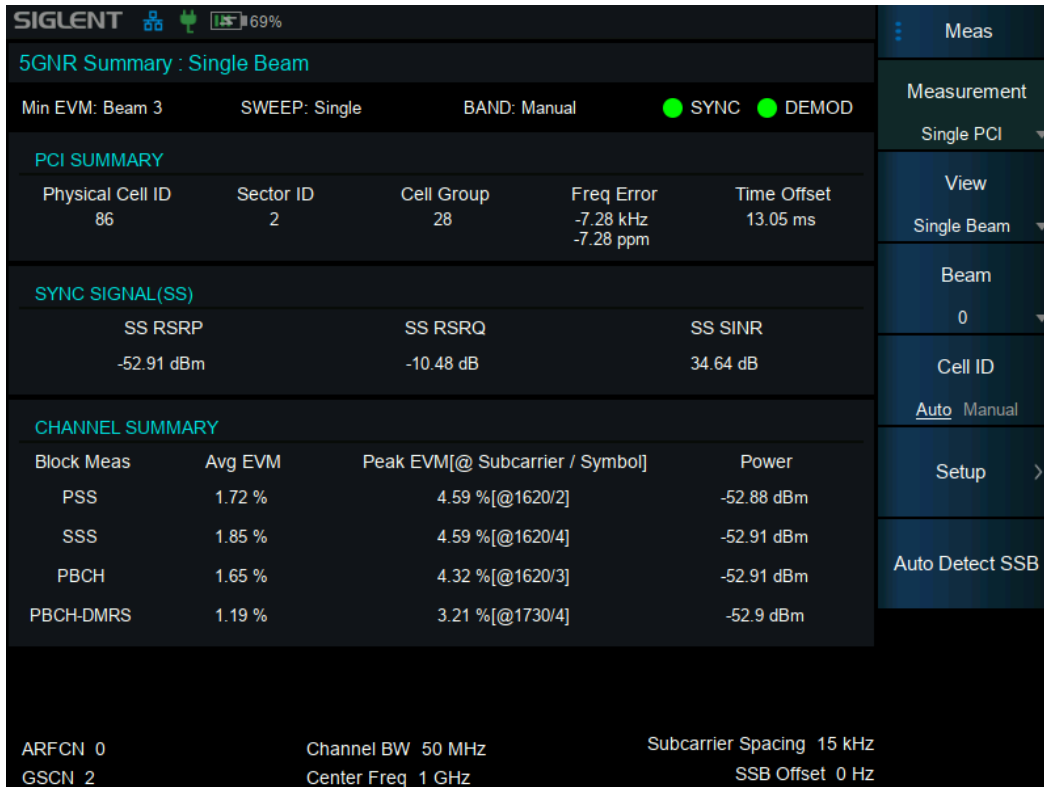 SIGLENT 69%
5GNR Summary : Single Beam
Min EVM: Beam 3 SWEEP: Single BAND: Manual SYNC DEMOD
PCI SUMMARY
Physical Cell ID Sector ID Cell Group Freq Error Time Offset
86 2 28 -7.28 kHz 13.05 ms
-7.28 ppm
SYNC SIGNAL(SS)
SS RSRP SS RSRQ SS SINR
-52.91 dBm -10.48 dB 34.64 dB
CHANNEL SUMMARY
Block Meas Avg EVM Peak EVM[@ Subcarrier / Symbol] Power
PSS 1.72 % 4.59 %[@1620/2] -52.88 dBm
SSS 1.85 % 4.59 %[@1620/4] -52.91 dBm
PBCH 1.65 % 4.32 %[@1620/3] -52.91 dBm
PBCH-DMRS 1.19 % 3.21 %[@1730/4] -52.9 dBm
ARFCN 0 Channel BW 50 MHz Subcarrier Spacing 15 kHz
GSCN 2 Center Freq 1 GHz SSB Offset 0 Hz
Meas
Measurement
Single PCI
View
Single Beam
Beam
0
Cell ID
Auto Manual
Setup
Auto Detect SSB